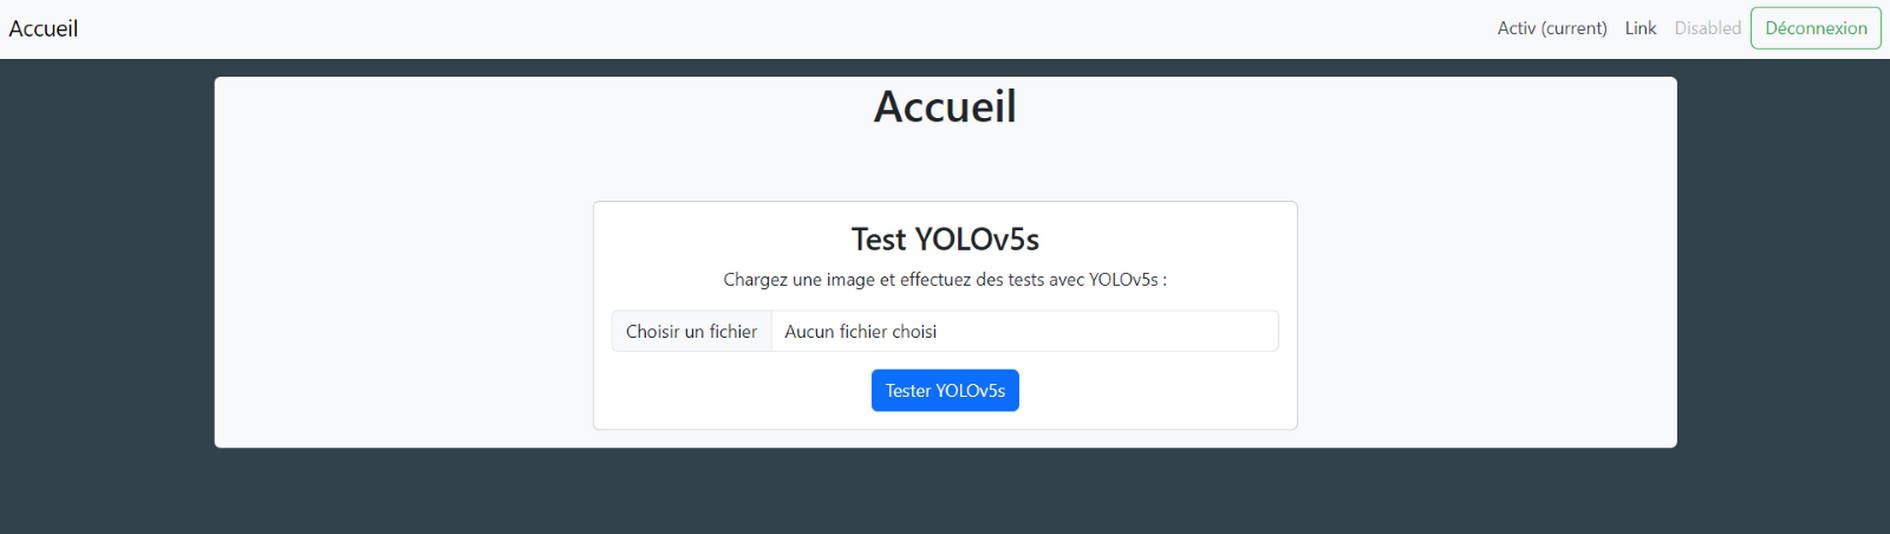 Accueil Activ (current) Link Disabled Déconnexion
Accueil
Test YOLOv5s
Chargez une image et effectuez des tests avec YOLOv5s :
Choisir un fichier Aucun fichier choisi
Tester YOLOv5s